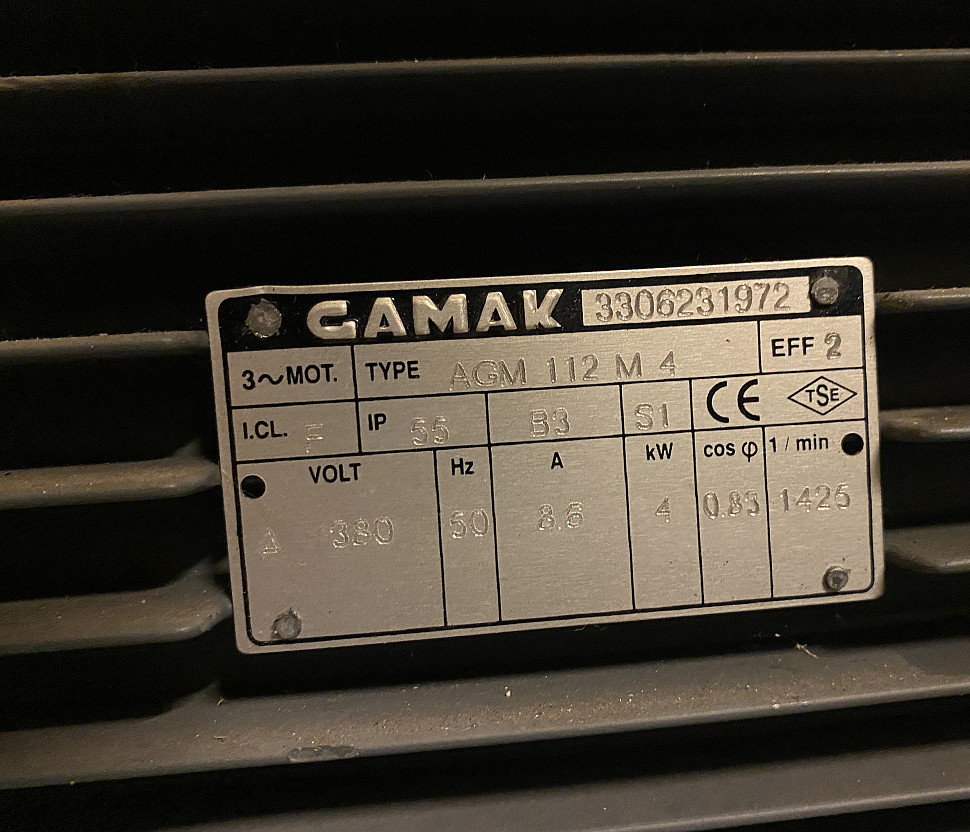 GAMAK 3306231972
3~MOT. TYPE AGM 112 M 4 EFF 2
I.CL. F IP 55 B3 S1 CE TSE
VOLT Hz A kW cos φ 1 / min
Δ 380 50 8.6 4 0.83 1425